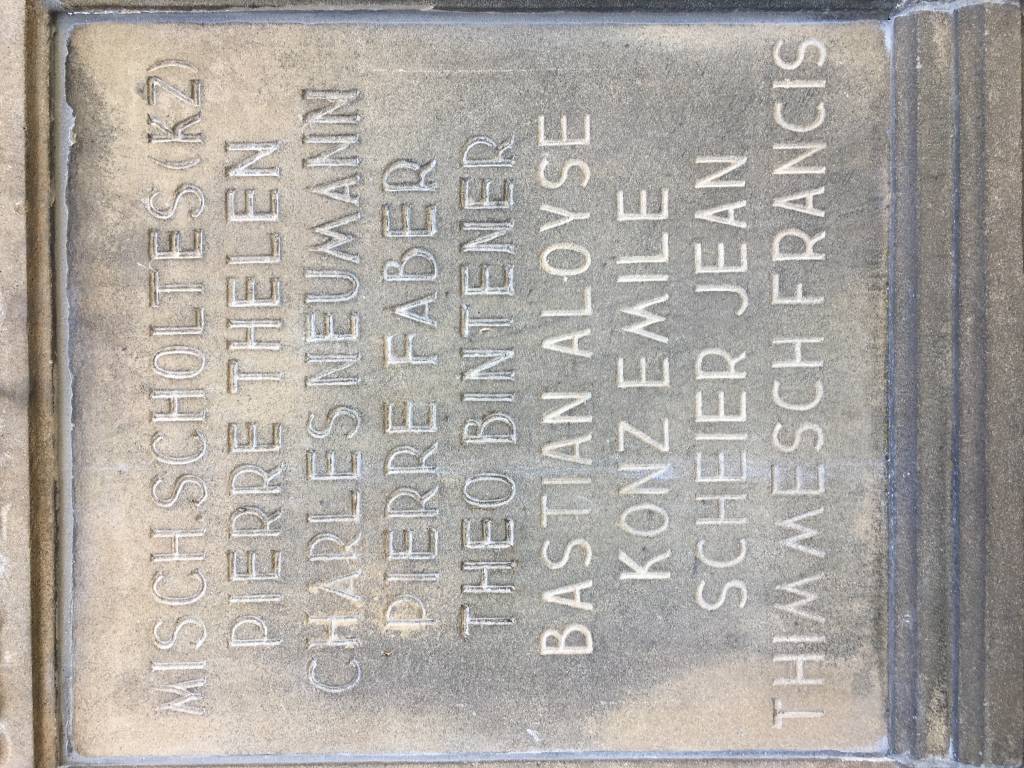 MISCH.SCHOLTES (KZ)
PIERRE THELEN
CHARLES NEUMANN
PIERRE FABER
THEO BINTENER
BASTIAN ALOYSE
KONZ EMILE
SCHEIER JEAN
THIMMESCH FRANCIS